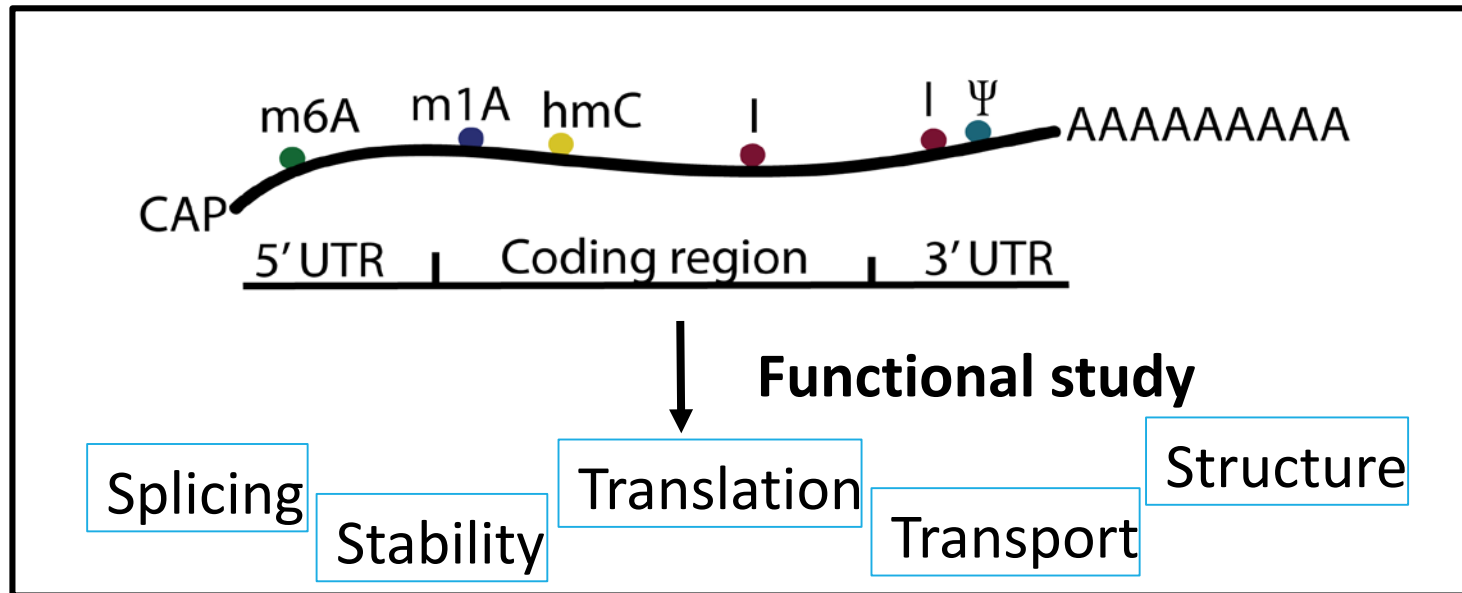 m6A m1A hmC I I Ψ AAAAAAAAA
CAP
5' UTR Coding region 3' UTR
Functional study
Splicing Stability Translation Transport Structure